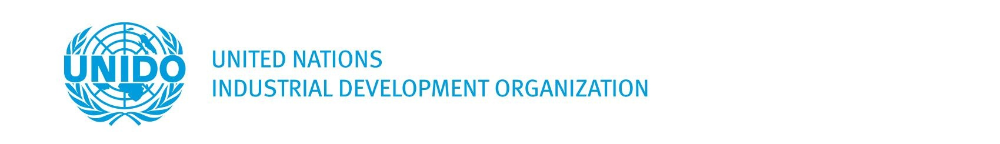 UNIDO
UNITED NATIONS
INDUSTRIAL DEVELOPMENT ORGANIZATION